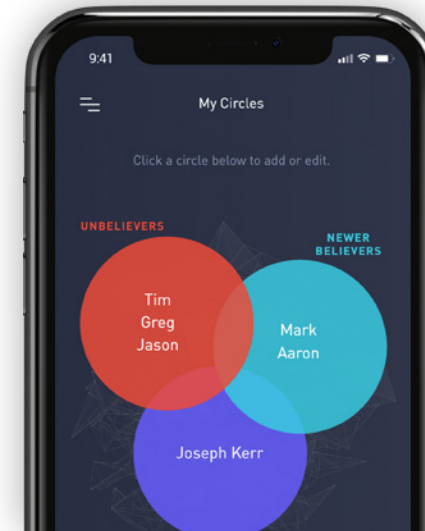 9:41
My Circles
Click a circle below to add or edit.
UNBELIEVERS
NEWER
BELIEVERS
Tim
Greg
Jason
Mark
Aaron
Joseph Kerr